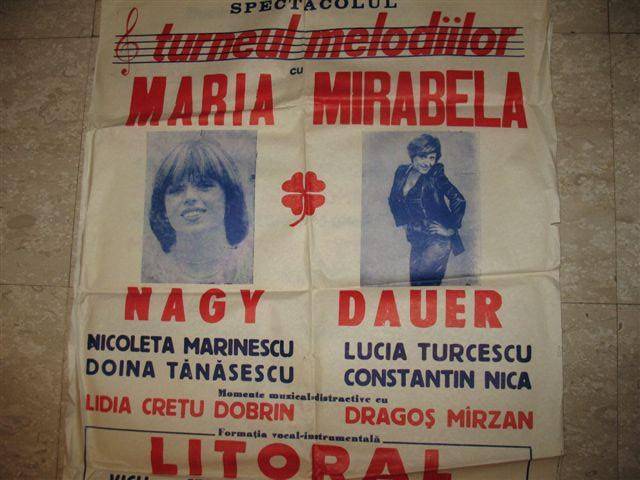 SPECTACOLUL
turneul melodiilor
CU
MARIA MIRABELA
NAGY DAUER
NICOLETA MARINESCU LUCIA TURCESCU
DOINA TĂNĂSESCU CONSTANTIN NICA
Momente muzical-distractive cu
LIDIA CREȚU DOBRIN DRAGOȘ MÎRZAN
Formația vocal-instrumentală
LITORAL